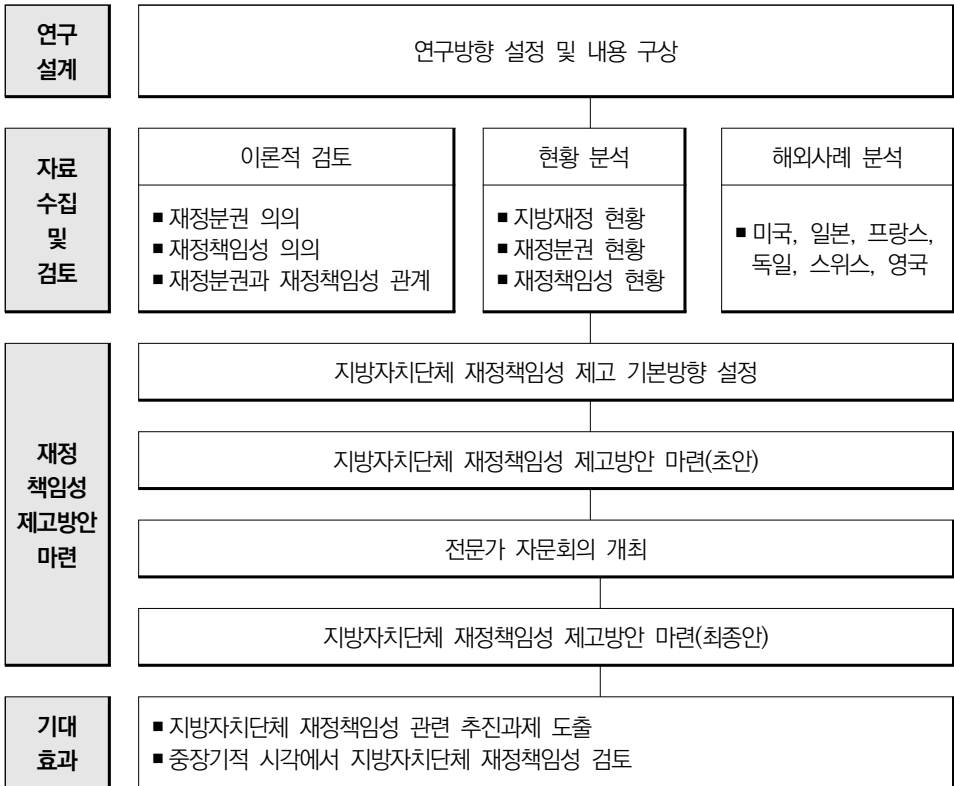 연구
설계
연구방향 설정 및 내용 구상
자료
수집
및
검토
이론적 검토
■ 재정분권 의의
■ 재정책임성 의의
■ 재정분권과 재정책임성 관계
현황 분석
■ 지방재정 현황
■ 재정분권 현황
■ 재정책임성 현황
해외사례 분석
■ 미국, 일본, 프랑스,
독일, 스위스, 영국
재정
책임성
제고방안
마련
지방자치단체 재정책임성 제고 기본방향 설정
지방자치단체 재정책임성 제고방안 마련(초안)
전문가 자문회의 개최
지방자치단체 재정책임성 제고방안 마련(최종안)
기대
효과
■ 지방자치단체 재정책임성 관련 추진과제 도출
■ 중장기적 시각에서 지방자치단체 재정책임성 검토